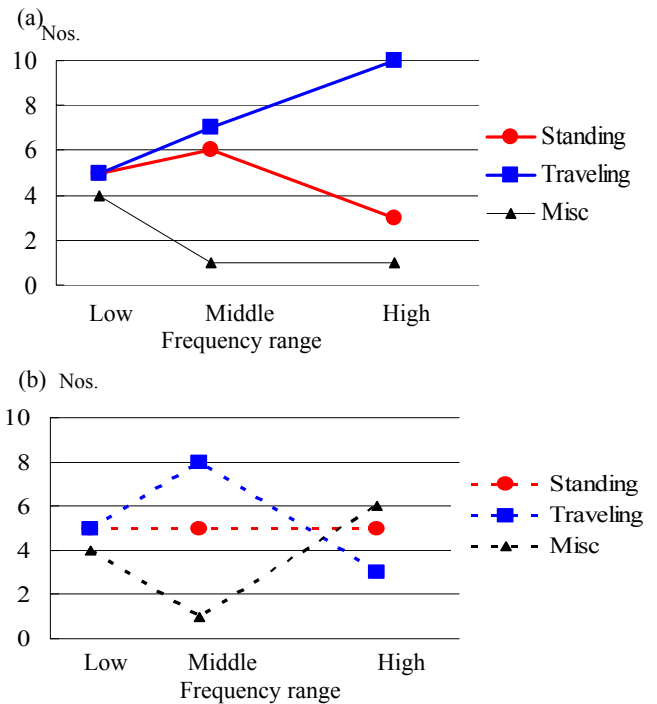 (a)
Nos.
10
8
6
4
2
0
Low Middle High
Frequency range
Standing
Traveling
Misc
(b) Nos.
10
8
6
4
2
0
Low Middle High
Frequency range
Standing
Traveling
Misc